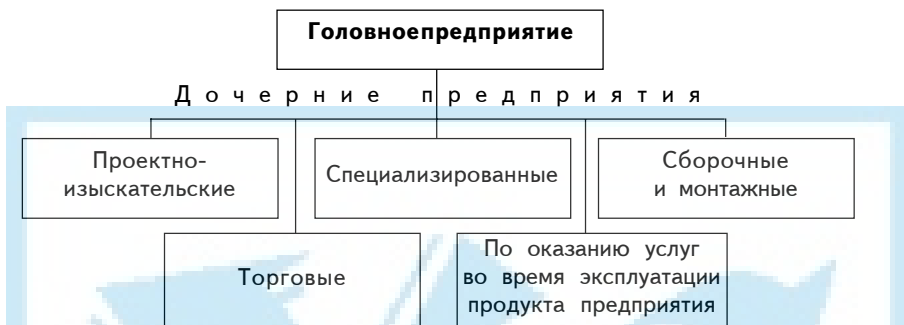 Головноепредприятие
Дочерние предприятия
Проектно-
изыскательские
Специализированные
Сборочные
и монтажные
Торговые
По оказанию услуг
во время эксплуатации
продукта предприятия